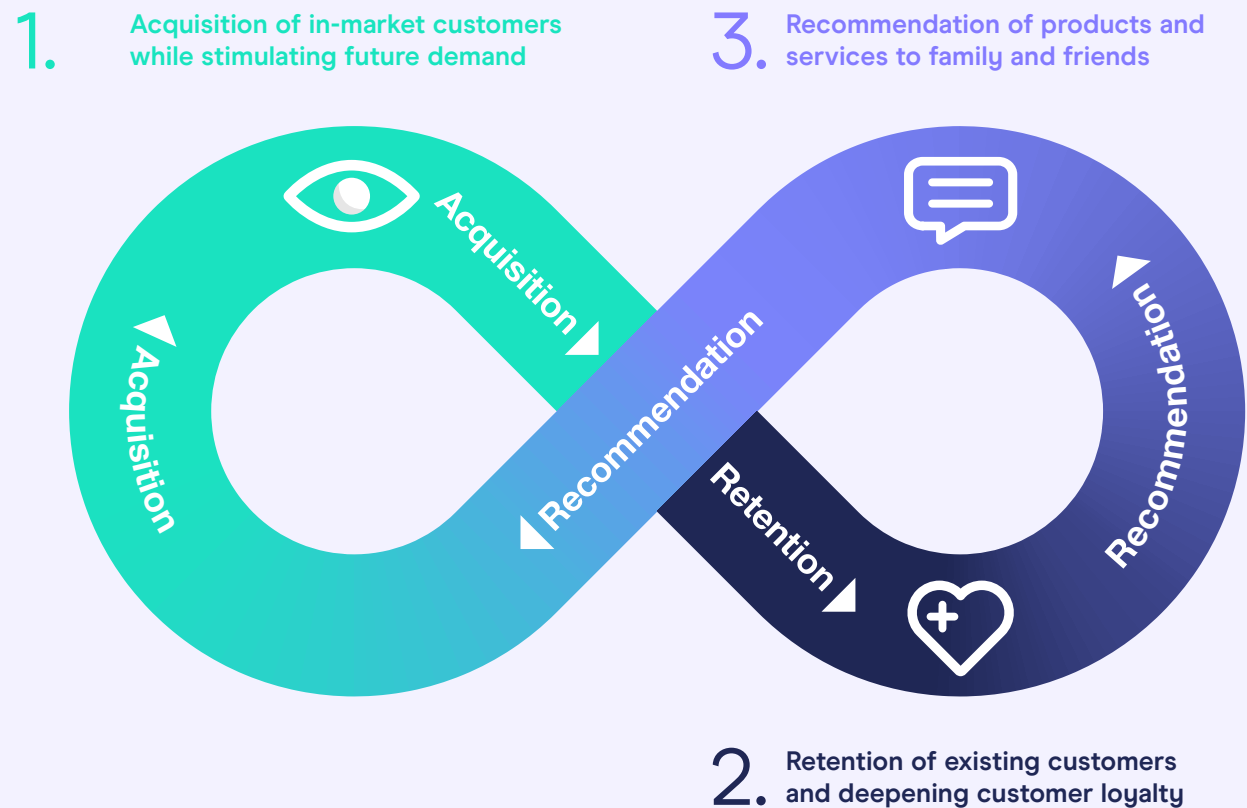 1.
Acquisition of in-market customers
while stimulating future demand
3.
Recommendation of products and
services to family and friends
Acquisition
Acquisition
Recommendation
Retention
Recommendation
2.
Retention of existing customers
and deepening customer loyalty